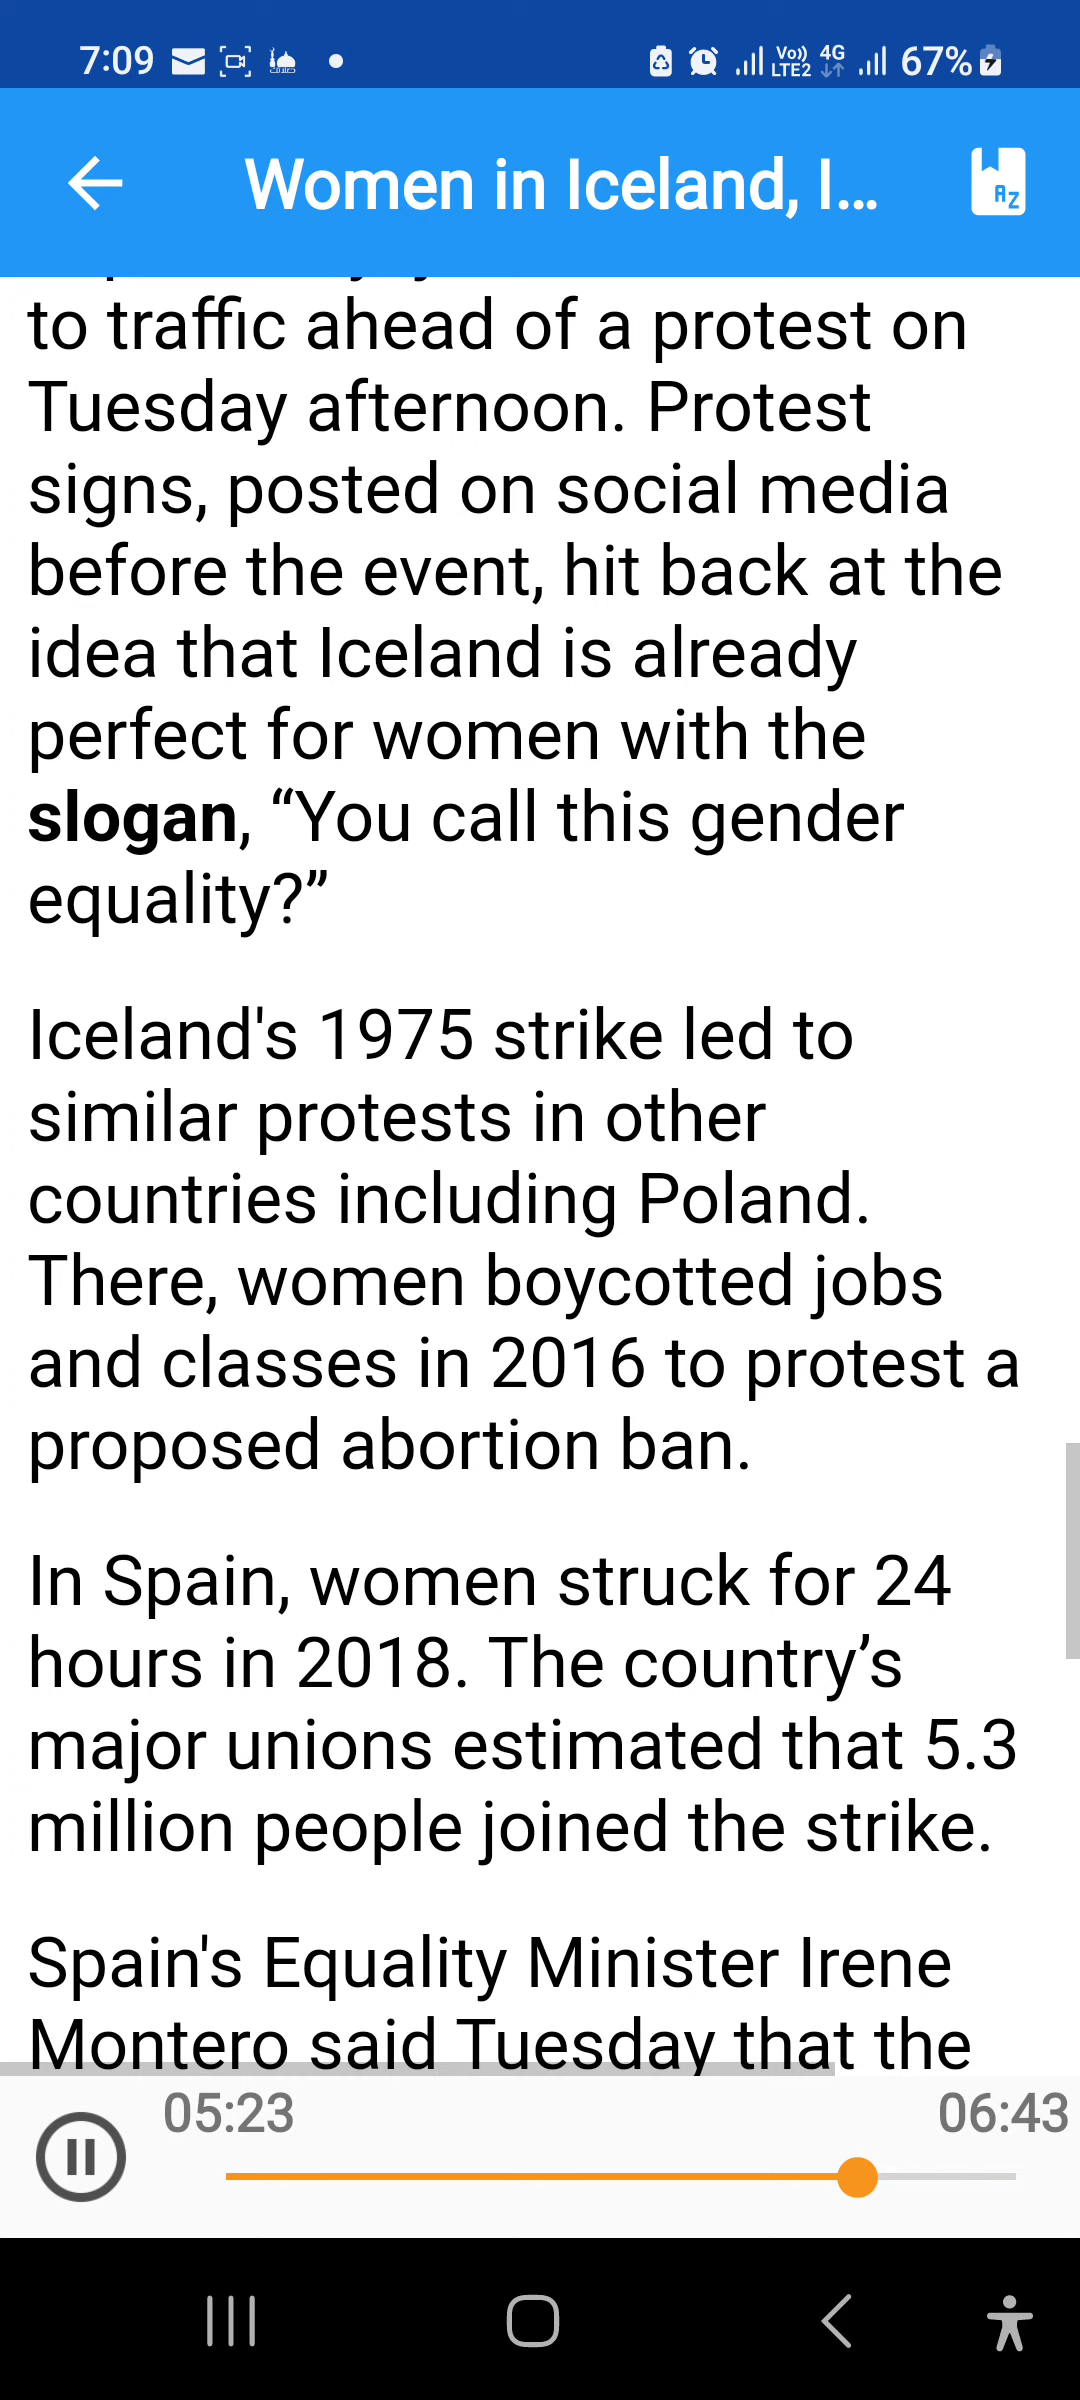 7:09
Vo)) LTE2 4G 67%
Women in Iceland, I...
AZ
to traffic ahead of a protest on
Tuesday afternoon. Protest
signs, posted on social media
before the event, hit back at the
idea that Iceland is already
perfect for women with the
slogan, “You call this gender
equality?”
Iceland's 1975 strike led to
similar protests in other
countries including Poland.
There, women boycotted jobs
and classes in 2016 to protest a
proposed abortion ban.
In Spain, women struck for 24
hours in 2018. The country’s
major unions estimated that 5.3
million people joined the strike.
Spain's Equality Minister Irene
Montero said Tuesday that the
05:23
06:43